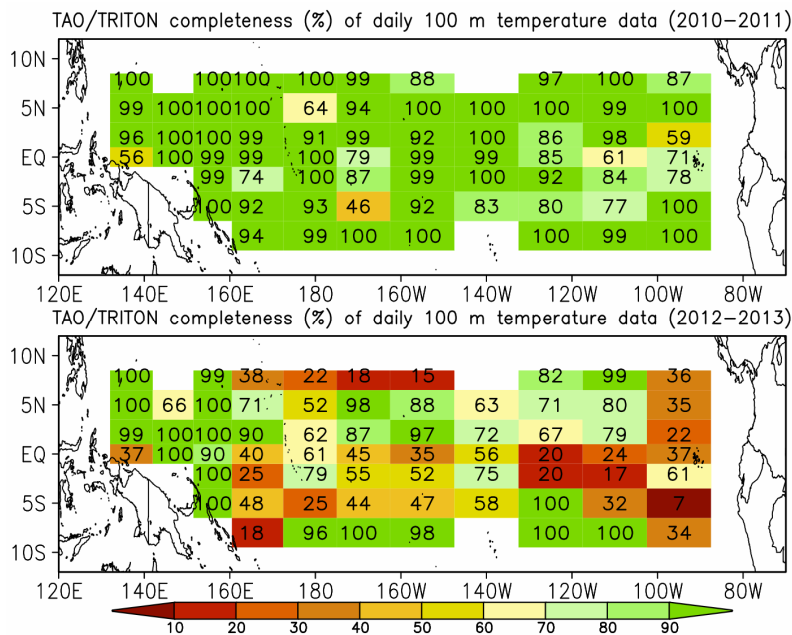 TAO/TRITON completeness (%) of daily 100 m temperature data (2010−2011)
10N
100 100 100 100 99 88 97 100 87
5N 99 100 100 100 64 94 100 100 100 99 100
96 100 100 99 91 99 92 100 86 98 59
EQ 56 100 99 99 100 79 99 99 85 61 71
99 74 100 87 99 100 92 84 78
5S 100 92 93 46 92 83 80 77 100
94 99 100 100 100 99 100
10S
120E 140E 160E 180 160W 140W 120W 100W 80W
TAO/TRITON completeness (%) of daily 100 m temperature data (2012−2013)
10N
100 99 38 22 18 15 82 99 36
5N 100 66 100 71 52 98 88 63 71 80 35
99 100 100 90 62 87 97 72 67 79 22
EQ 37 100 90 40 61 45 35 56 20 24 37
100 25 79 55 52 75 20 17 61
5S 100 48 25 44 47 58 100 32 7
18 96 100 98 100 100 34
10S
120E 140E 160E 180 160W 140W 120W 100W 80W
10 20 30 40 50 60 70 80 90